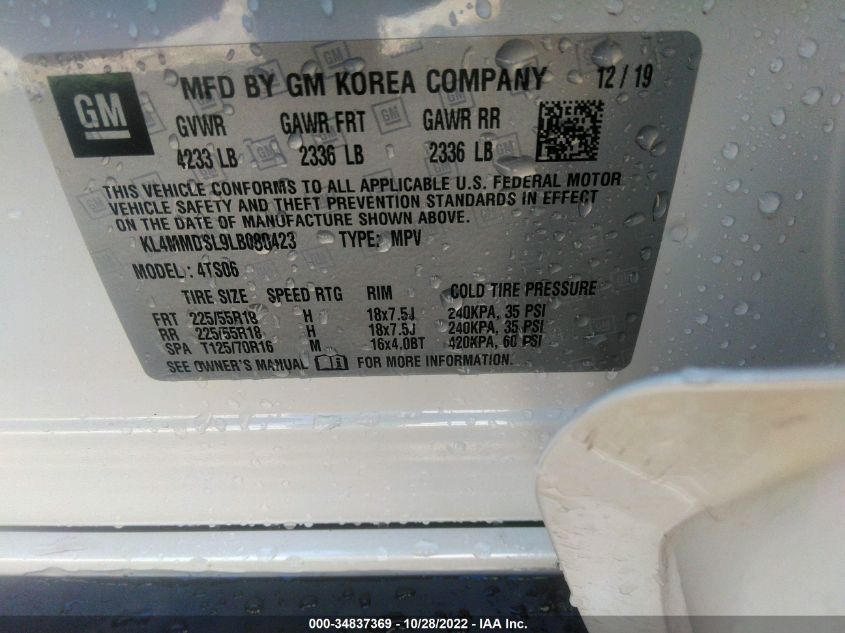 GM
MFD BY GM KOREA COMPANY 12/19
GVWR GAWR FRT GAWR RR
4233 LB 2336 LB 2336 LB
THIS VEHICLE CONFORMS TO ALL APPLICABLE U.S. FEDERAL MOTOR
VEHICLE SAFETY AND THEFT PREVENTION STANDARDS IN EFFECT
ON THE DATE OF MANUFACTURE SHOWN ABOVE.
KL4MMDSL9LB090423 TYPE: MPV
MODEL: 4TS06
TIRE SIZE SPEED RTG RIM COLD TIRE PRESSURE
FRT 225/55R18 H 18x7.5J 240KPA, 35 PSI
RR 225/55R18 H 18x7.5J 240KPA, 35 PSI
SPA T125/70R16 M 16x4.0BT 420KPA, 60 PSI
SEE OWNER'S MANUAL FOR MORE INFORMATION.
000-34837369 | 10/28/2022 | IAA Inc.